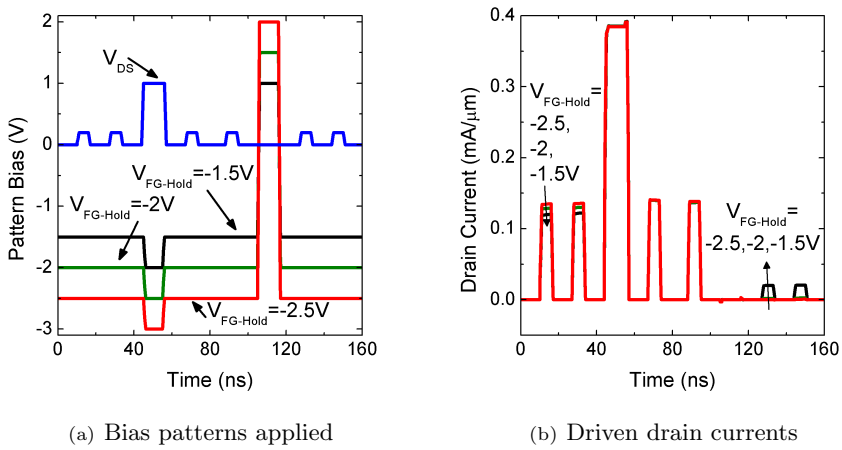 2
1
0
-1
-2
-3
0
40
80
120
160
Pattern Bias (V)
Time (ns)
V_DS
V_FG-Hold=-1.5V
V_FG-Hold=-2V
V_FG-Hold=-2.5V
(a) Bias patterns applied
0.4
0.3
0.2
0.1
0.0
0
40
80
120
160
Drain Current (mA/μm)
Time (ns)
V_FG-Hold=
-2.5,
-2,
-1.5V
V_FG-Hold=
-2.5,-2,-1.5V
(b) Driven drain currents